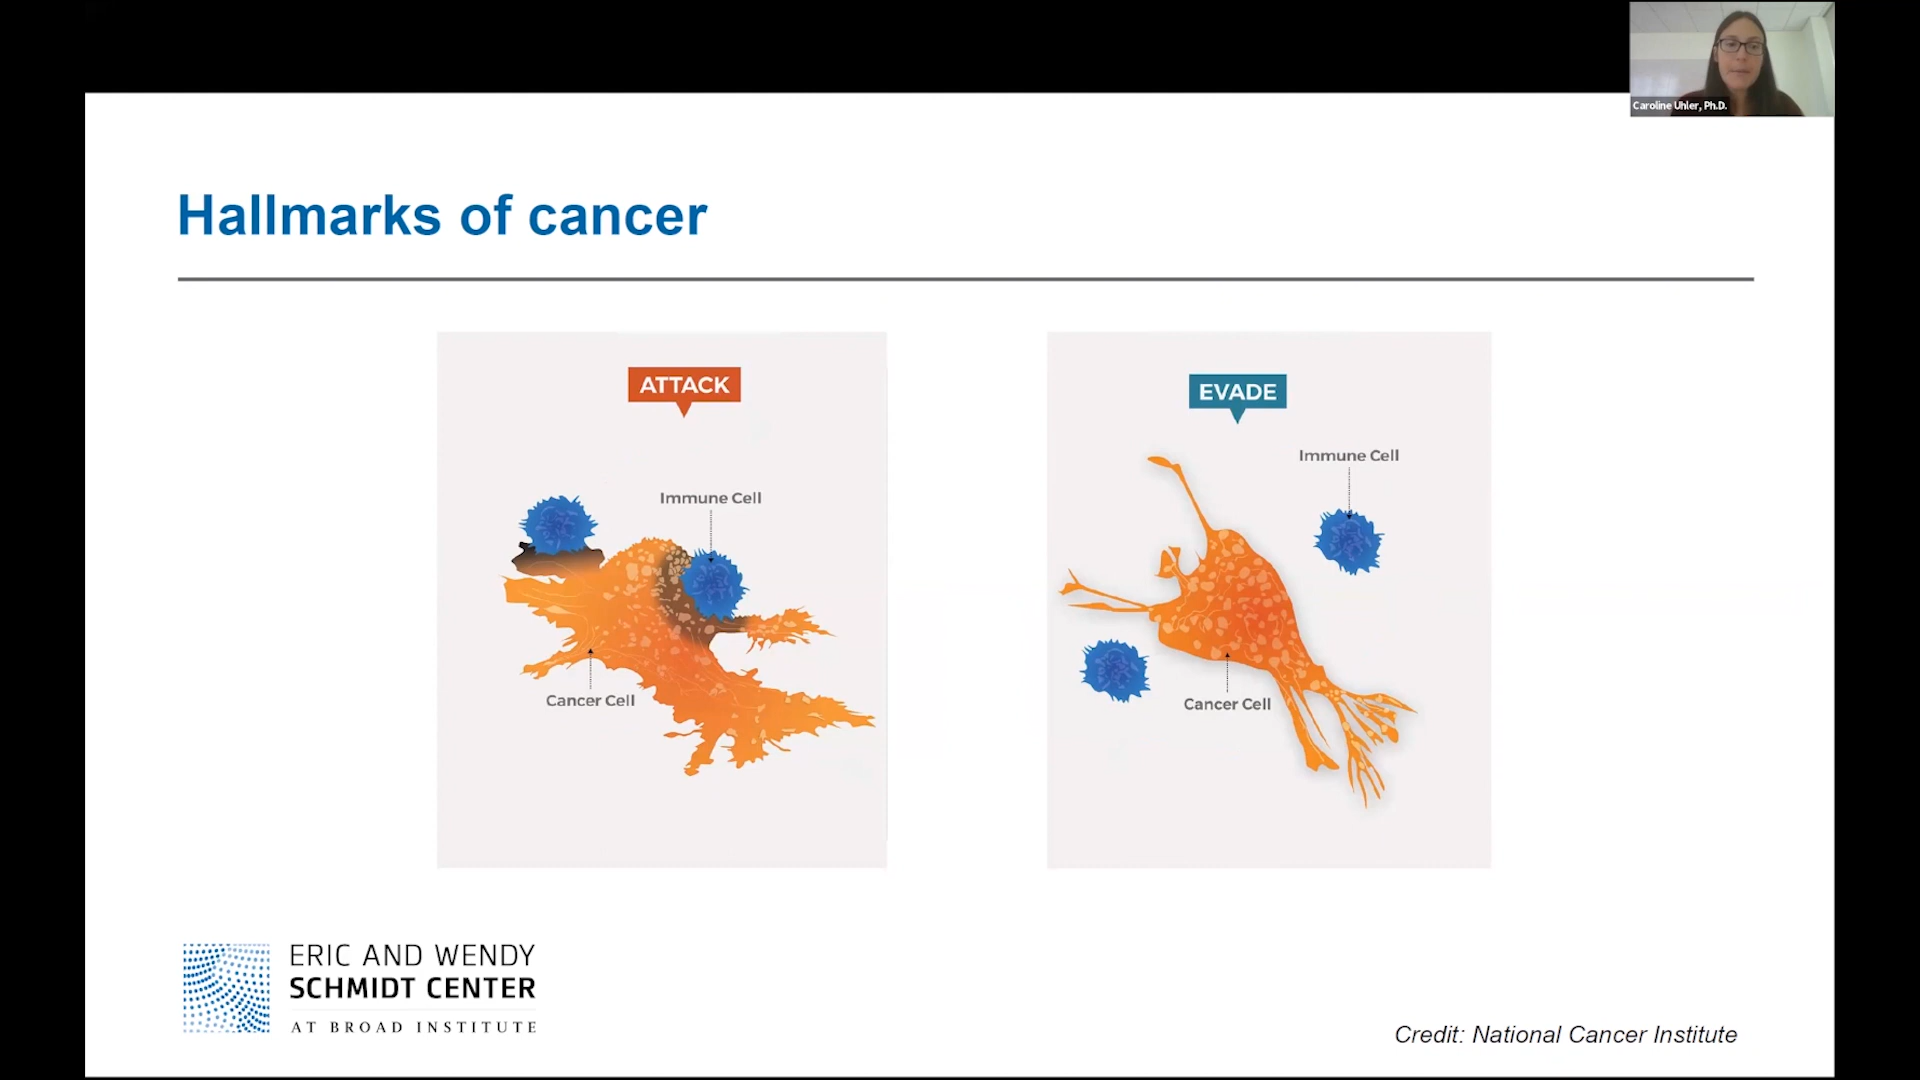 Caroline Uhler, Ph.D.
Hallmarks of cancer
ATTACK
Immune Cell
Cancer Cell
EVADE
Immune Cell
Cancer Cell
ERIC AND WENDY
SCHMIDT CENTER
AT BROAD INSTITUTE
Credit: National Cancer Institute